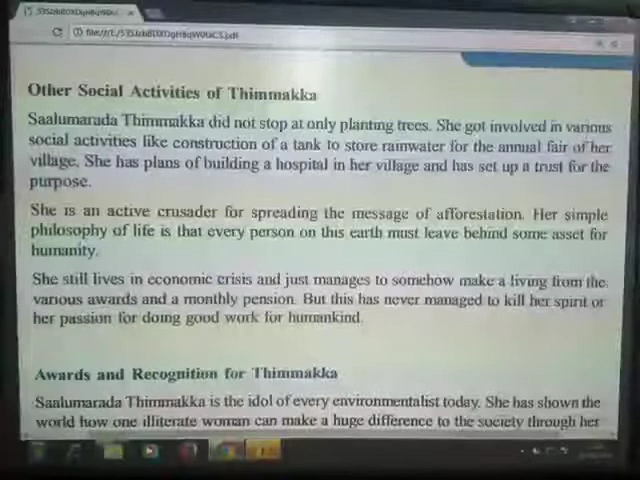 Other Social Activities of Thimmakka
Saalumarada Thimmakka did not stop at only planting trees. She got involved in various
social activities like construction of a tank to store rainwater for the annual fair of her
village. She has plans of building a hospital in her village and has set up a trust for the
purpose.
She is an active crusader for spreading the message of afforestation. Her simple
philosophy of life is that every person on this earth must leave behind some asset for
humanity.
She still lives in economic crisis and just manages to somehow make a living from the
various awards and a monthly pension. But this has never managed to kill her spirit or
her passion for doing good work for humankind.
Awards and Recognition for Thimmakka
Saalumarada Thimmakka is the idol of every environmentalist today. She has shown the
world how one illiterate woman can make a huge difference to the society through her